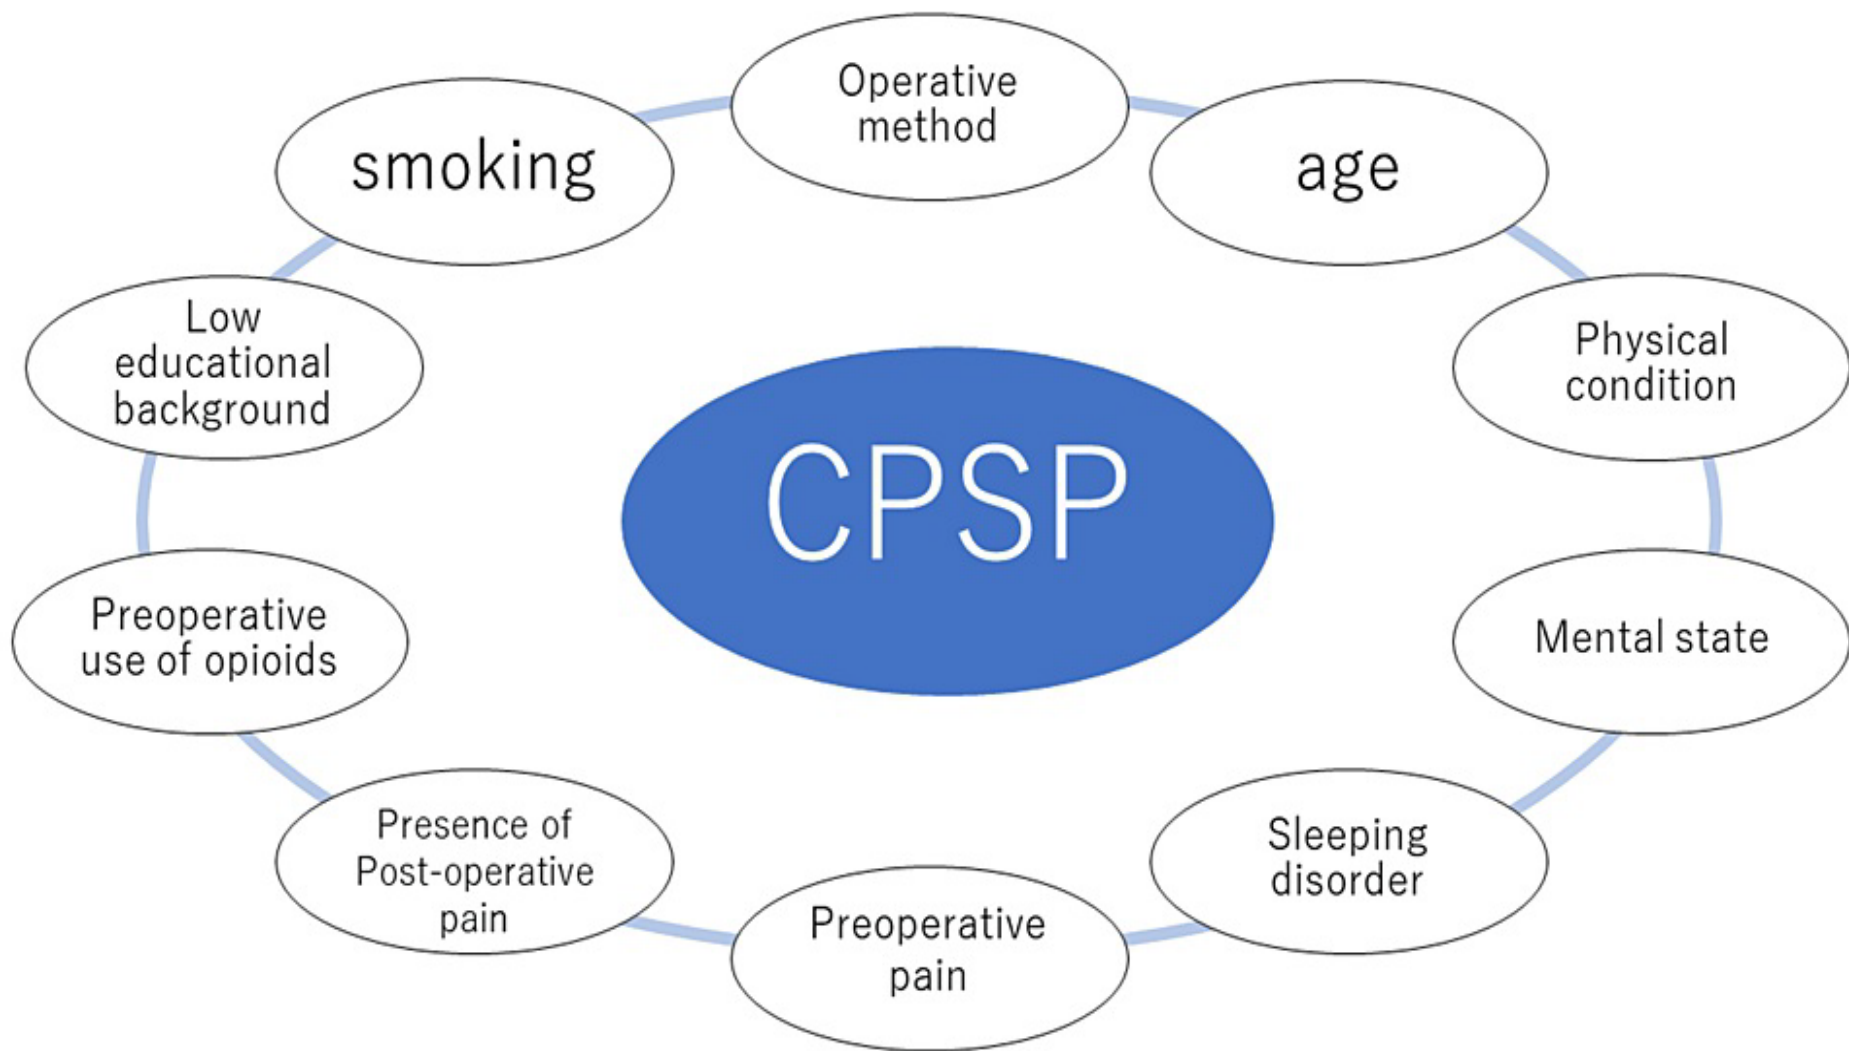 Operative
method
age
Physical
condition
Mental state
Sleeping
disorder
Preoperative
pain
Presence of
Post-operative
pain
Preoperative
use of opioids
Low
educational
background
smoking
CPSP